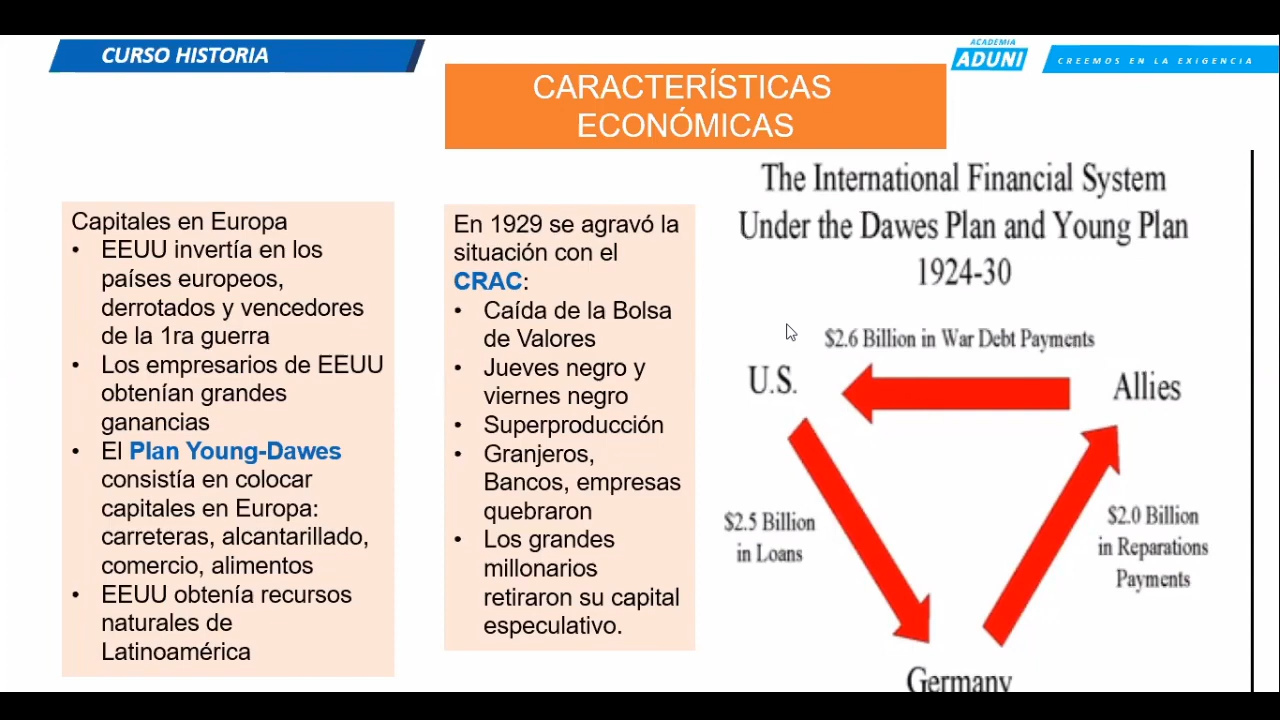 CURSO HISTORIA
ACADEMIA
ADUNI
CREEMOS EN LA EXIGENCIA
CARACTERÍSTICAS
ECONÓMICAS
Capitales en Europa
• EEUU invertía en los
países europeos,
derrotados y vencedores
de la 1ra guerra
• Los empresarios de EEUU
obtenían grandes
ganancias
• El Plan Young-Dawes
consistía en colocar
capitales en Europa:
carreteras, alcantarillado,
comercio, alimentos
• EEUU obtenía recursos
naturales de
Latinoamérica
En 1929 se agravó la
situación con el
CRAC:
• Caída de la Bolsa
de Valores
• Jueves negro y
viernes negro
• Superproducción
• Granjeros,
Bancos, empresas
quebraron
• Los grandes
millonarios
retiraron su capital
especulativo.
The International Financial System
Under the Dawes Plan and Young Plan
1924-30
$2.6 Billion in War Debt Payments
U.S.
Allies
$2.5 Billion
in Loans
$2.0 Billion
in Reparations
Payments
Germany